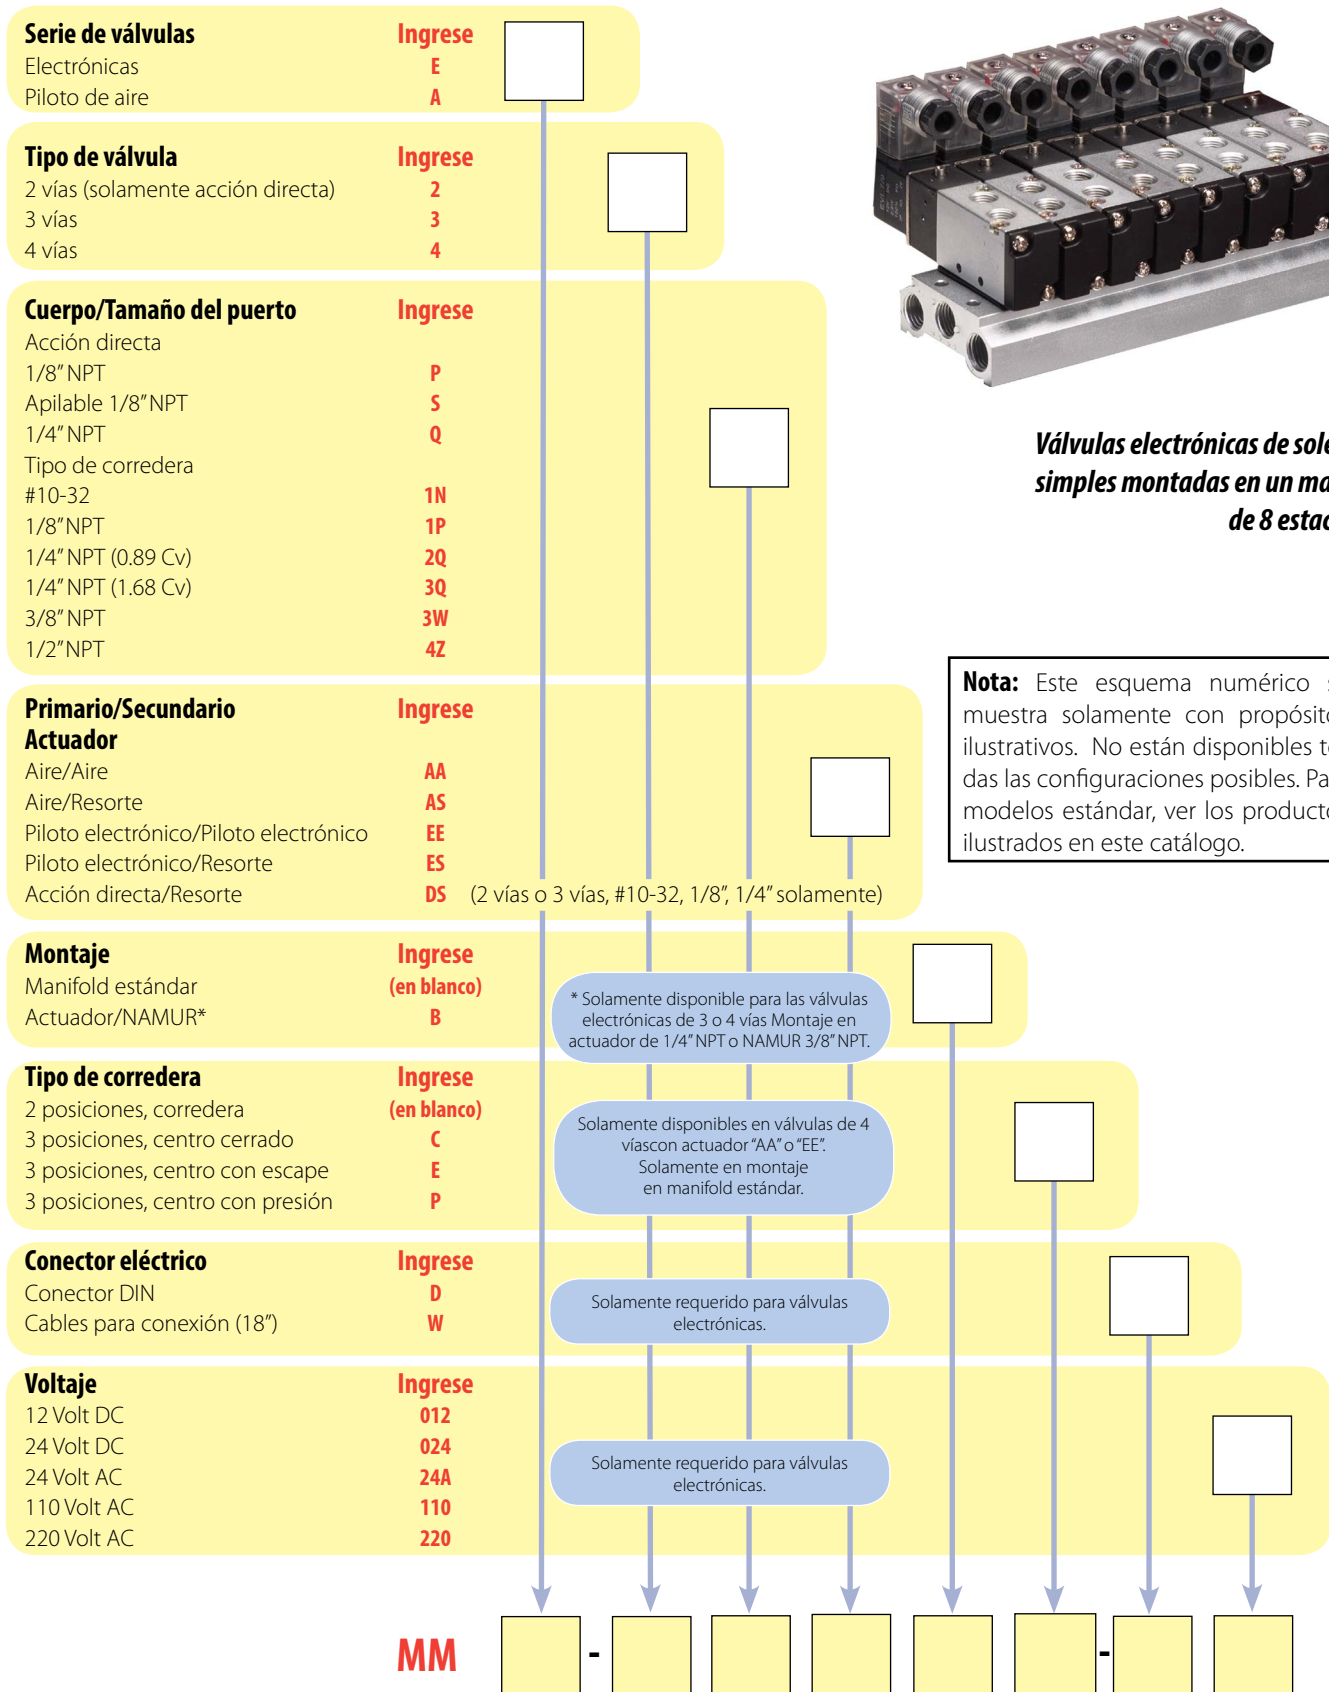 Serie de válvulas Ingrese
Electrónicas E
Piloto de aire A
Tipo de válvula Ingrese
2 vías (solamente acción directa) 2
3 vías 3
4 vías 4
Cuerpo/Tamaño del puerto Ingrese
Acción directa
1/8" NPT P
Apilable 1/8" NPT S
1/4" NPT Q
Tipo de corredera
#10-32 1N
1/8" NPT 1P
1/4" NPT (0.89 Cv) 2Q
1/4" NPT (1.68 Cv) 3Q
3/8" NPT 3W
1/2" NPT 4Z
Válvulas electrónicas de sole
simples montadas en un ma
de 8 estac
Nota: Este esquema numérico s
muestra solamente con propósito
ilustrativos. No están disponibles to
das las configuraciones posibles. Pa
modelos estándar, ver los producto
ilustrados en este catálogo.
Primario/Secundario Ingrese
Actuador
Aire/Aire AA
Aire/Resorte AS
Piloto electrónico/Piloto electrónico EE
Piloto electrónico/Resorte ES
Acción directa/Resorte DS (2 vías o 3 vías, #10-32, 1/8", 1/4" solamente)
Montaje Ingrese
Manifold estándar (en blanco)
Actuador/NAMUR* B
* Solamente disponible para las válvulas
electrónicas de 3 o 4 vías Montaje en
actuador de 1/4" NPT o NAMUR 3/8" NPT.
Tipo de corredera Ingrese
2 posiciones, corredera (en blanco)
3 posiciones, centro cerrado C
3 posiciones, centro con escape E
3 posiciones, centro con presión P
Solamente disponibles en válvulas de 4
víascon actuador "AA" o "EE".
Solamente en montaje
en manifold estándar.
Conector eléctrico Ingrese
Conector DIN D
Cables para conexión (18") W
Solamente requerido para válvulas
electrónicas.
Voltaje Ingrese
12 Volt DC 012
24 Volt DC 024
24 Volt AC 24A
110 Volt AC 110
220 Volt AC 220
Solamente requerido para válvulas
electrónicas.
MM - -